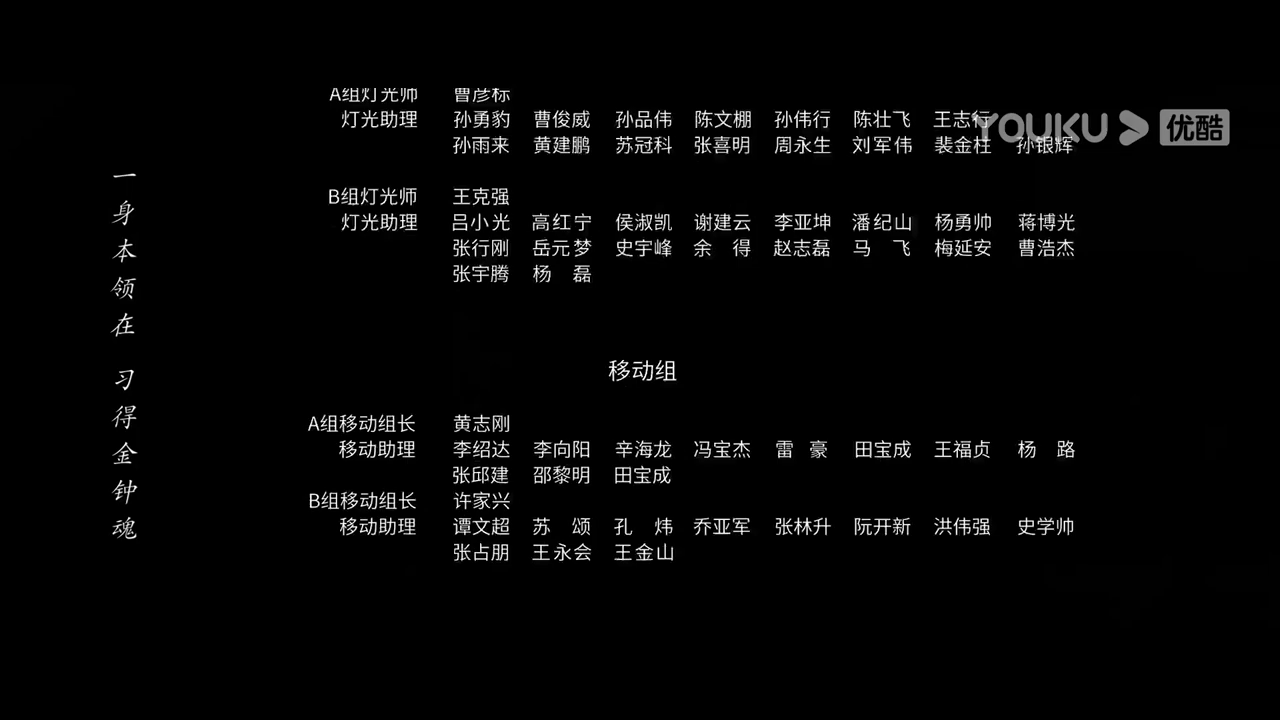 A组灯光师 曹彦标
灯光助理 孙勇豹 曹俊威 孙品伟 陈文棚 孙伟行 陈壮飞 王志行
YOUKU 优酷
孙雨来 黄建鹏 苏冠科 张喜明 周永生 刘军伟 裴金柱 孙银辉
B组灯光师 王克强
灯光助理 吕小光 高红宁 侯淑凯 谢建云 李亚坤 潘纪山 杨勇帅 蒋博光
张行刚 岳元梦 史宇峰 余 得 赵志磊 马 飞 梅延安 曹浩杰
张宇腾 杨 磊
移动组
A组移动组长 黄志刚
移动助理 李绍达 李向阳 辛海龙 冯宝杰 雷 豪 田宝成 王福贞 杨 路
张邱建 邵黎明 田宝成
B组移动组长 许家兴
移动助理 谭文超 苏 颂 孔 炜 乔亚军 张林升 阮开新 洪伟强 史学帅
张占朋 王永会 王金山
一身本领在 习得金钟魂